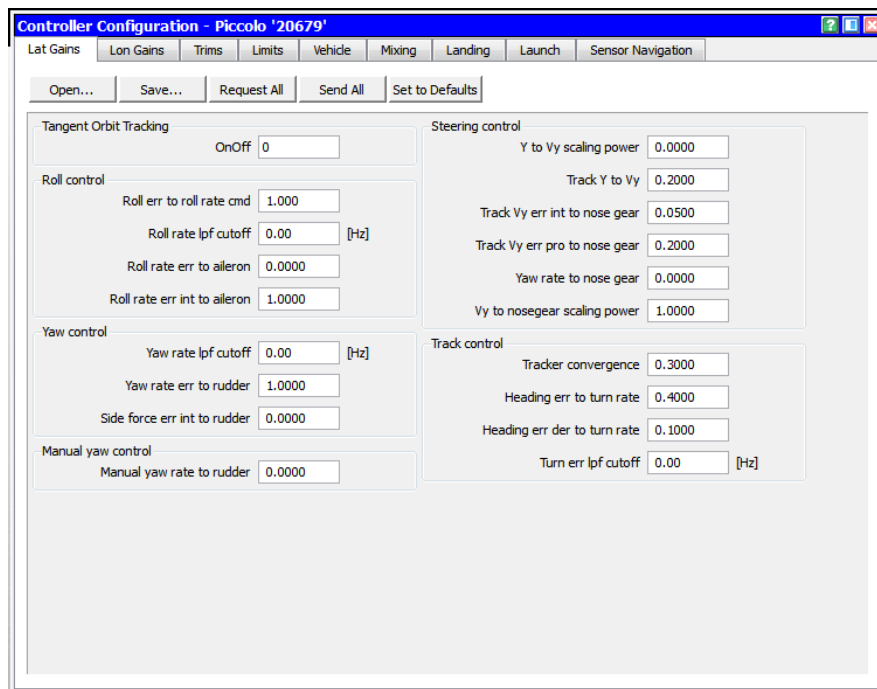 Controller Configuration - Piccolo '20679'
Lat Gains Lon Gains Trims Limits Vehicle Mixing Landing Launch Sensor Navigation
Open... Save... Request All Send All Set to Defaults
Tangent Orbit Tracking
OnOff 0
Roll control
Roll err to roll rate cmd 1.000
Roll rate lpf cutoff 0.00 [Hz]
Roll rate err to aileron 0.0000
Roll rate err int to aileron 1.0000
Yaw control
Yaw rate lpf cutoff 0.00 [Hz]
Yaw rate err to rudder 1.0000
Side force err int to rudder 0.0000
Manual yaw control
Manual yaw rate to rudder 0.0000
Steering control
Y to Vy scaling power 0.0000
Track Y to Vy 0.2000
Track Vy err int to nose gear 0.0500
Track Vy err pro to nose gear 0.2000
Yaw rate to nose gear 0.0000
Vy to nosegear scaling power 1.0000
Track control
Tracker convergence 0.3000
Heading err to turn rate 0.4000
Heading err der to turn rate 0.1000
Turn err lpf cutoff 0.00 [Hz]